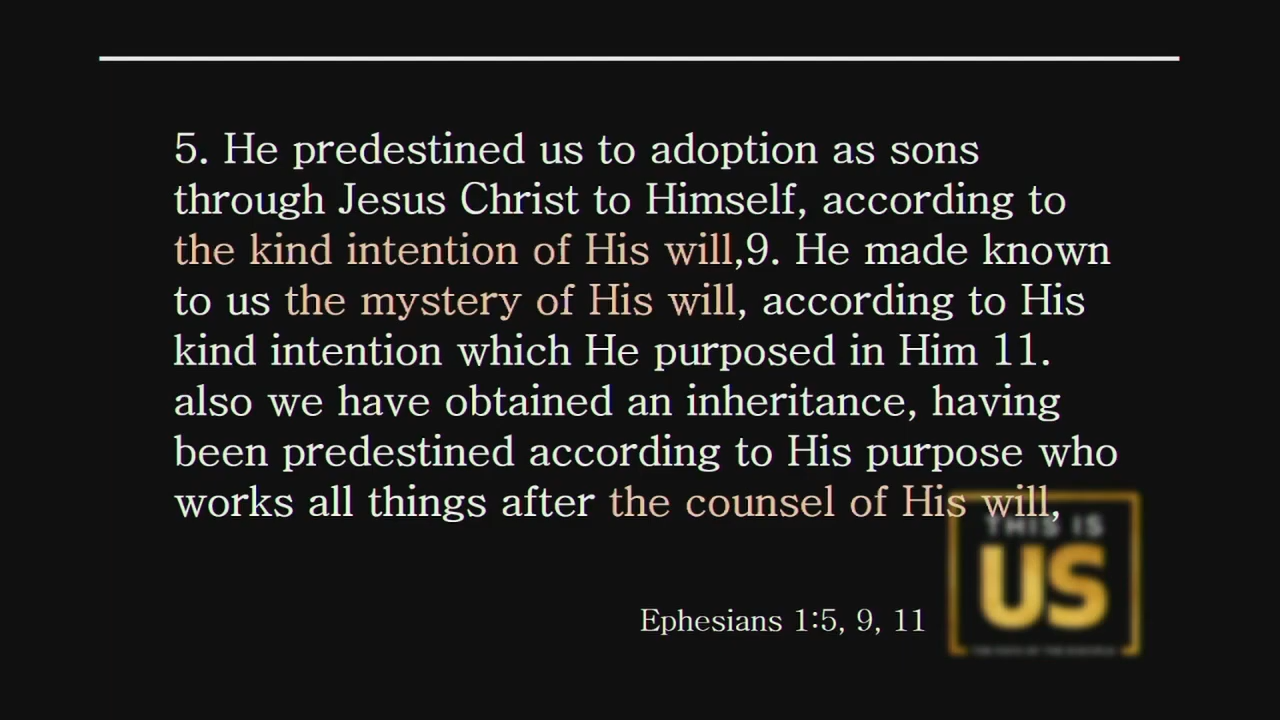 5. He predestined us to adoption as sons
through Jesus Christ to Himself, according to
the kind intention of His will,9. He made known
to us the mystery of His will, according to His
kind intention which He purposed in Him 11.
also we have obtained an inheritance, having
been predestined according to His purpose who
works all things after the counsel of His will,
THIS IS
US
Ephesians 1:5, 9, 11